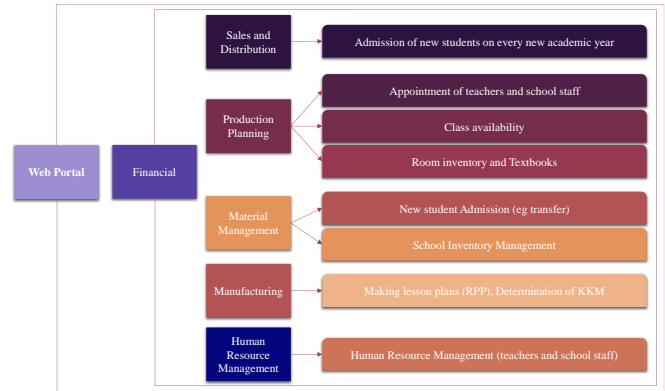 Sales and
Distribution
Admission of new students on every new academic year
Appointment of teachers and school staff
Production
Planning
Class availability
Room inventory and Textbooks
Web Portal
Financial
Material
Management
New student Admission (eg transfer)
School Inventory Management
Manufacturing
Making lesson plans (RPP), Determination of KKM
Human
Resource
Management
Human Resource Management (teachers and school staff)